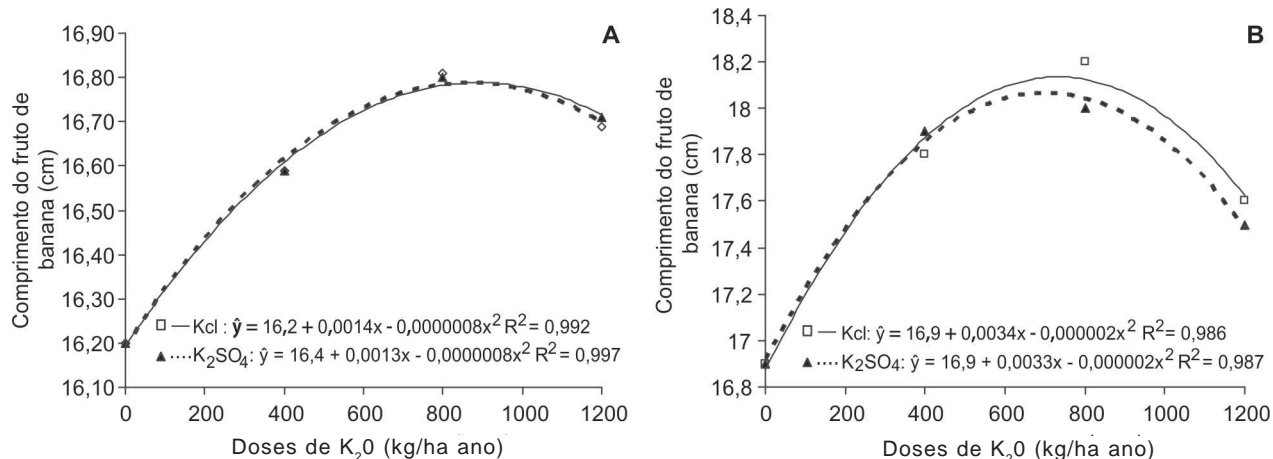 A
Comprimento do fruto de
banana (cm)
16,90
16,80
16,70
16,60
16,50
16,40
16,30
16,20
16,10
□ — Kcl : ŷ = 16,2 + 0,0014x - 0,0000008x² R² = 0,992
▲ ···· K₂SO₄: ŷ = 16,4 + 0,0013x - 0,0000008x² R² = 0,997
0 200 400 600 800 1000 1200
Doses de K₂0 (kg/ha ano)
B
Comprimento do fruto de
banana (cm)
18,4
18,2
18
17,8
17,6
17,4
17,2
17
16,8
□ — Kcl: ŷ = 16,9 + 0,0034x - 0,000002x² R² = 0,986
▲ ···· K₂SO₄: ŷ = 16,9 + 0,0033x - 0,000002x² R² = 0,987
0 200 400 600 800 1000 1200
Doses de K₂0 (kg/ha ano)